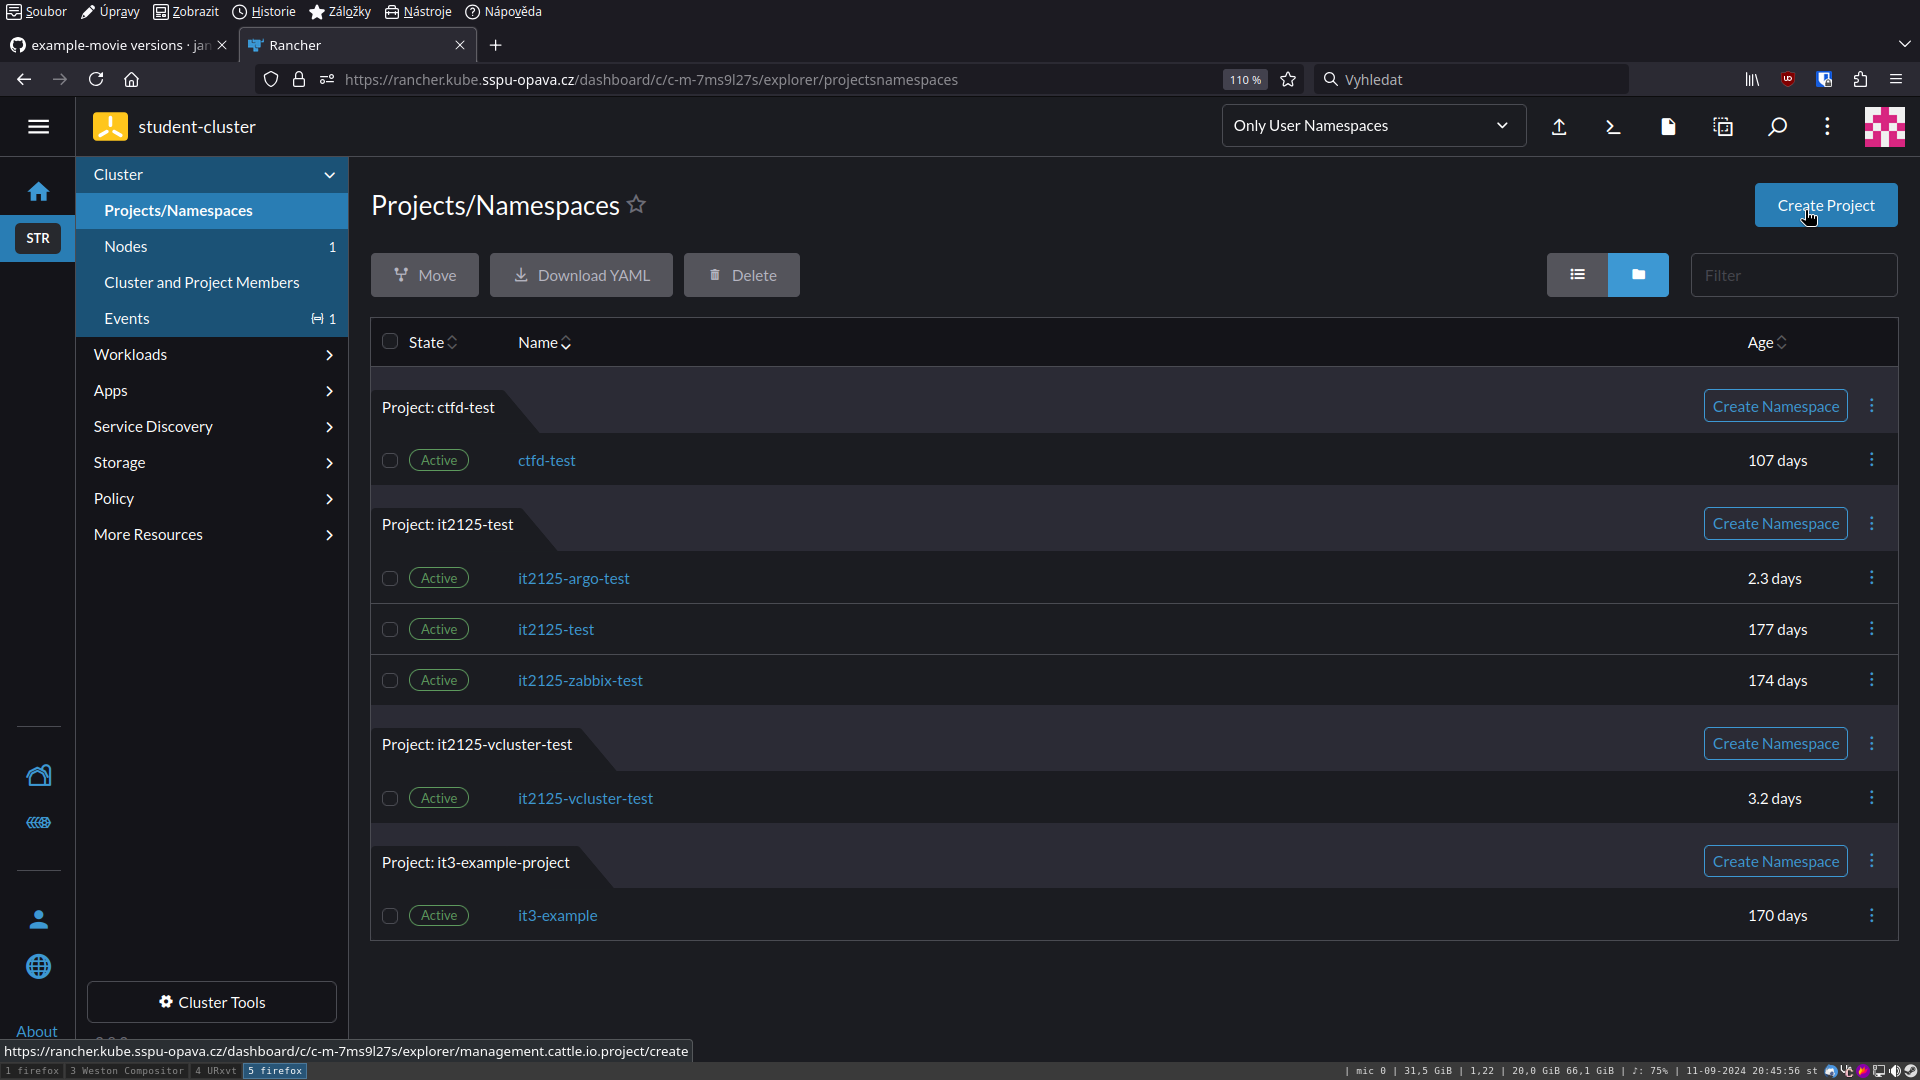 Soubor Úpravy Zobrazit Historie Záložky Nástroje Nápověda
example-movie versions · jan
Rancher
https://rancher.kube.sspu-opava.cz/dashboard/c/c-m-7ms9l27s/explorer/projectsnamespaces
110 %
Vyhledat
student-cluster
Only User Namespaces
STR
Cluster
Projects/Namespaces
Nodes 1
Cluster and Project Members
Events 1
Workloads
Apps
Service Discovery
Storage
Policy
More Resources
Cluster Tools
About
Projects/Namespaces
Create Project
Move
Download YAML
Delete
Filter
State Name Age
Project: ctfd-test Create Namespace
Active ctfd-test 107 days
Project: it2125-test Create Namespace
Active it2125-argo-test 2.3 days
Active it2125-test 177 days
Active it2125-zabbix-test 174 days
Project: it2125-vcluster-test Create Namespace
Active it2125-vcluster-test 3.2 days
Project: it3-example-project Create Namespace
Active it3-example 170 days
https://rancher.kube.sspu-opava.cz/dashboard/c/c-m-7ms9l27s/explorer/management.cattle.io.project/create
1 firefox 3 Weston Compositor 4 URxvt 5 firefox
| mic 0 | 31,5 GiB | 1,22 | 20,0 GiB 66,1 GiB | ♪: 75% | 11-09-2024 20:45:56 st